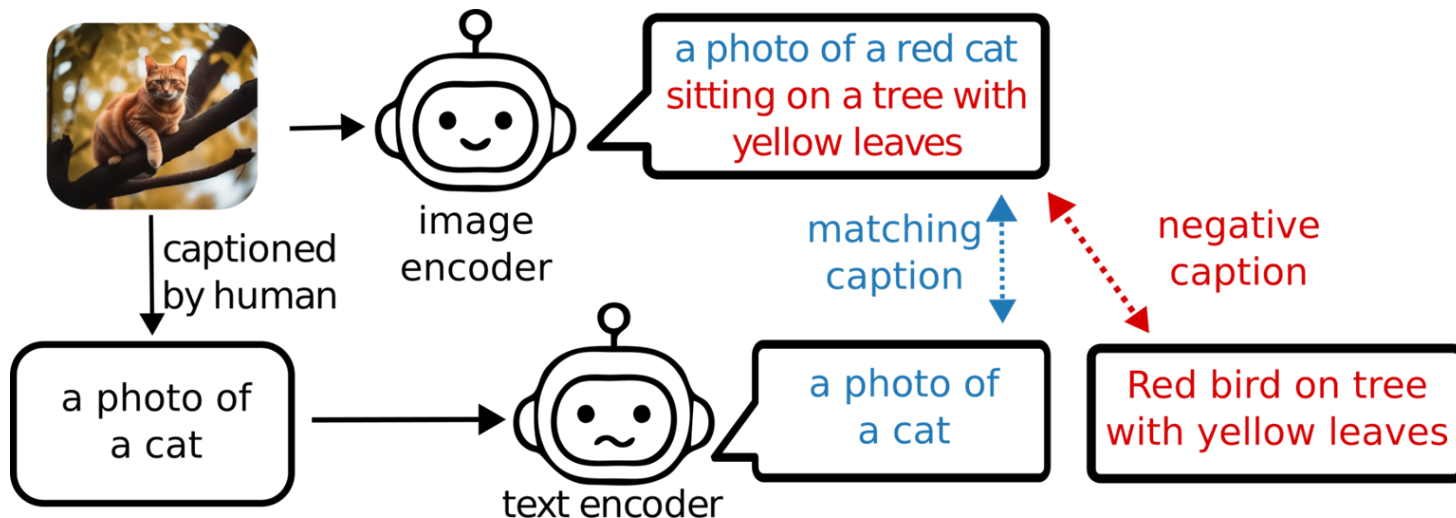 a photo of a red cat
sitting on a tree with
yellow leaves
image
encoder
captioned
by human
matching
caption
negative
caption
a photo of
a cat
text encoder
a photo of
a cat
Red bird on tree
with yellow leaves